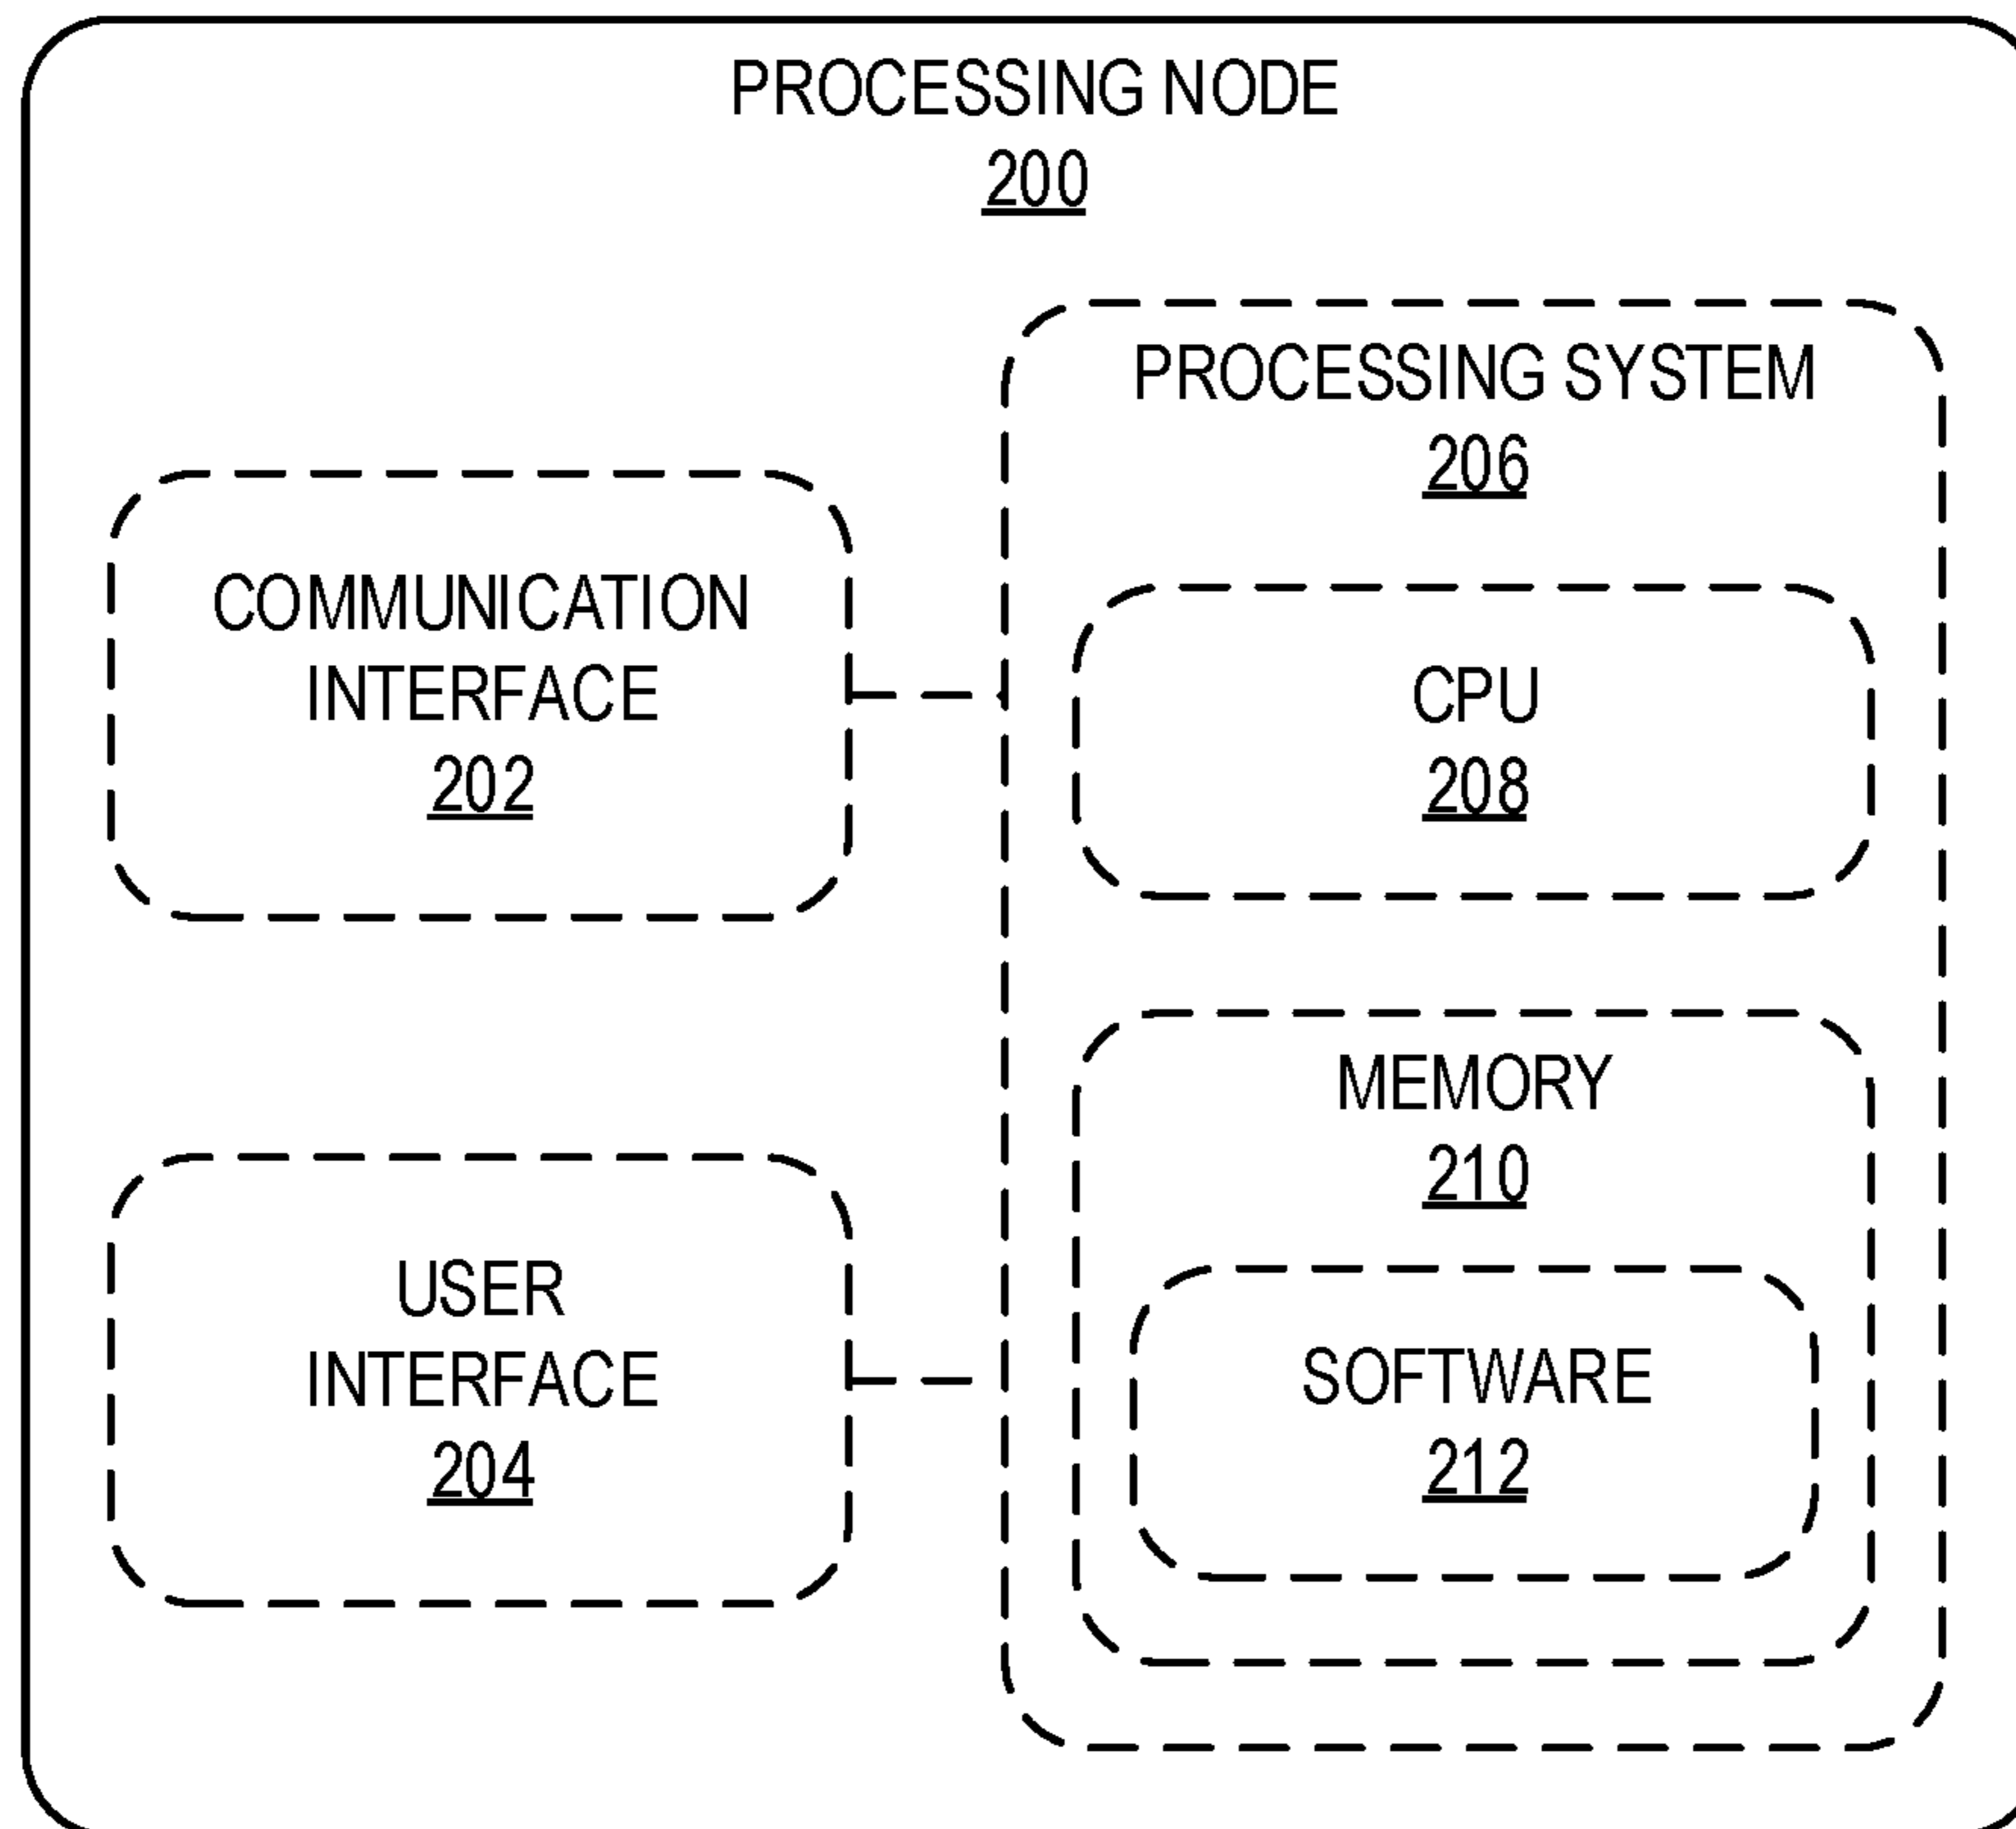 PROCESSING NODE
200
PROCESSING SYSTEM
206
COMMUNICATION
INTERFACE
202
CPU
208
MEMORY
210
USER
INTERFACE
204
SOFTWARE
212